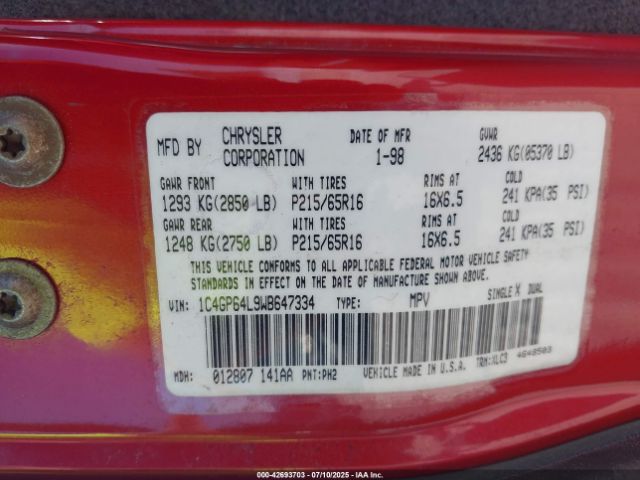 MFD BY CHRYSLER CORPORATION DATE OF MFR 1-98 GVWR 2436 KG(05370 LB)
GAWR FRONT WITH TIRES RIMS AT COLD
1293 KG(2850 LB) P215/65R16 16X6.5 241 KPA(35 PSI)
GAWR REAR WITH TIRES RIMS AT COLD
1248 KG(2750 LB) P215/65R16 16X6.5 241 KPA(35 PSI)
THIS VEHICLE CONFORMS TO ALL APPLICABLE FEDERAL MOTOR VEHICLE SAFETY
STANDARDS IN EFFECT ON THE DATE OF MANUFACTURE SHOWN ABOVE.
VIN: 1C4GP64L9WB647334 TYPE: MPV SINGLE X DUAL
MDH: 012807 141AA PNT:PH2 VEHICLE MADE IN U.S.A. TRM:XLC3 4648503
000-42693703 - 07/10/2025 - IAA Inc.